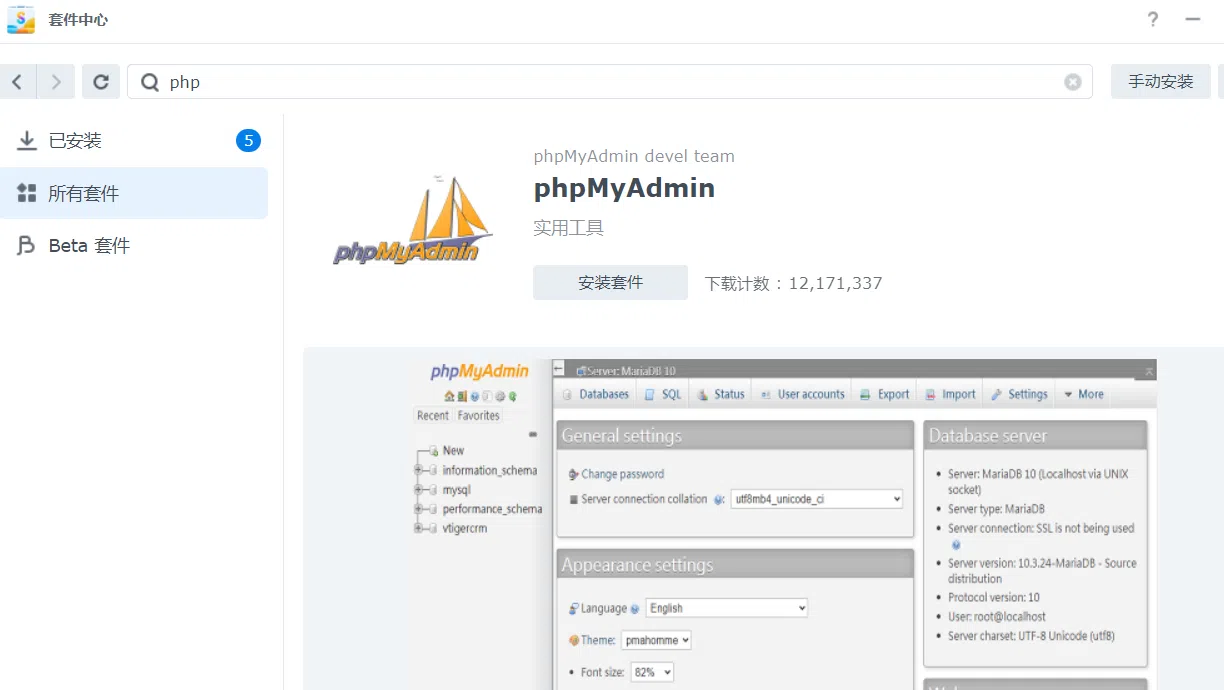 套件中心
php
手动安装
已安装
5
所有套件
Beta 套件
phpMyAdmin devel team
phpMyAdmin
实用工具
安装套件
下载计数：12,171,337
phpMyAdmin
phpMyAdmin
Recent Favorites
New
information_schema
mysql
performance_schema
vtigercrm
Server: MariaDB 10
Databases SQL Status User accounts Export Import Settings More
General settings
Change password
Server connection collation : utf8mb4_unicode_ci
Appearance settings
Language English
Theme: pmahomme
Font size: 82%
Database server
Server: MariaDB 10 (Localhost via UNIX
socket)
Server type: MariaDB
Server connection: SSL is not being used
Server version: 10.3.24-MariaDB - Source
distribution
Protocol version: 10
User: root@localhost
Server charset: UTF-8 Unicode (utf8)